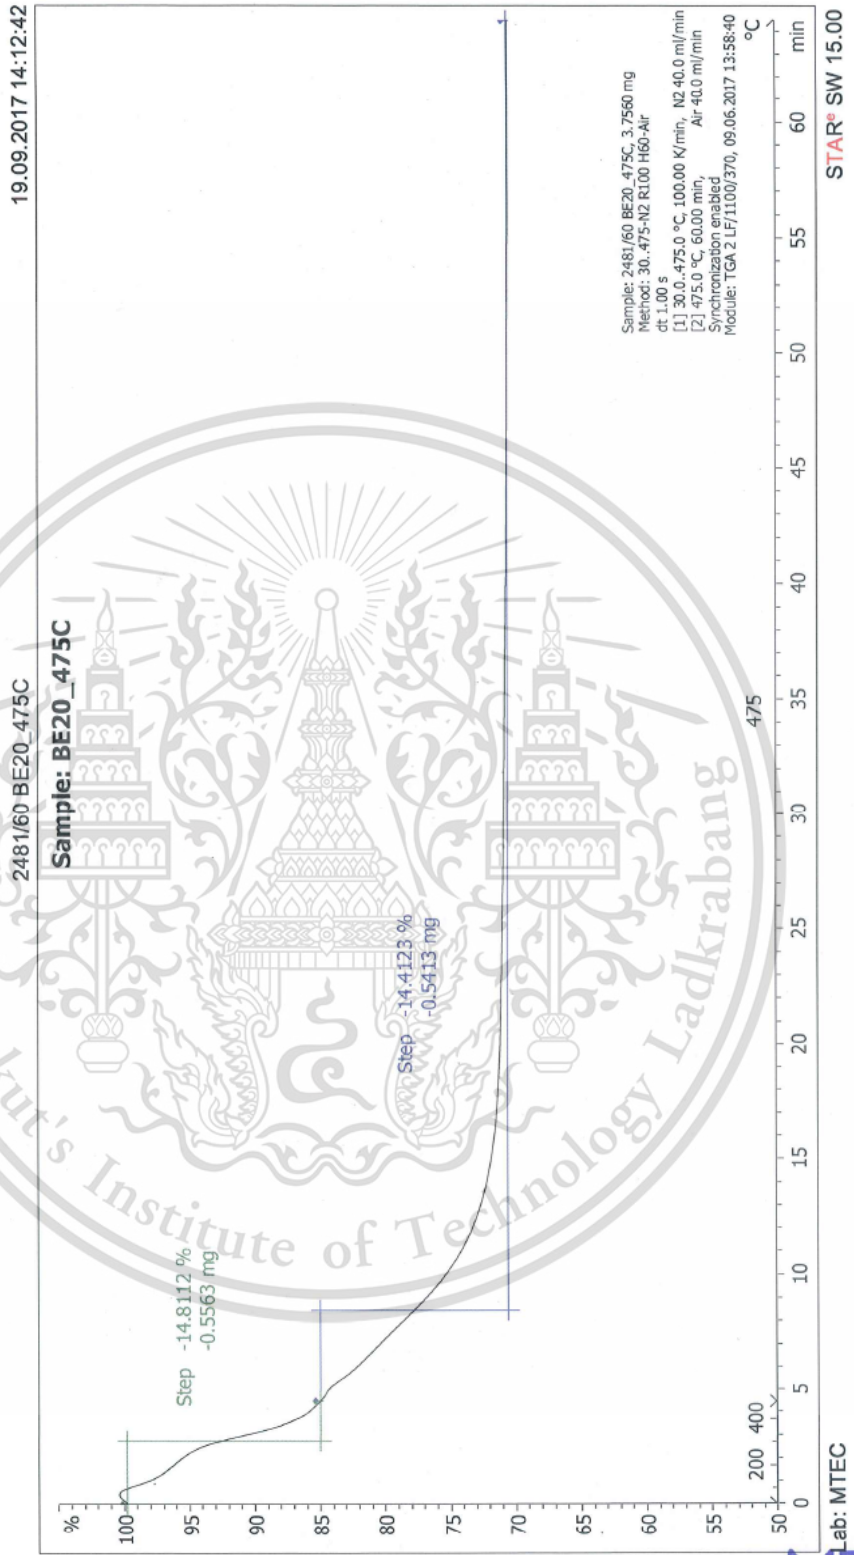 2481/60 BE20_475C
19.09.2017 14:12:42
Sample: BE20_475C
%
100
95
90
85
80
75
70
65
60
55
50
Step -14.8112 %
-0.5563 mg
Step -14.4123 %
-0.5413 mg
Sample: 2481/60 BE20_475C, 3.7560 mg
Method: 30..475-N2 R100 H60-Air
dt 1.00 s
[1] 30.0..475.0 °C, 100.00 K/min, N2 40.0 ml/min
[2] 475.0 °C, 60.00 min, Air 40.0 ml/min
Synchronization enabled
Module: TGA 2 LF/1100/370, 09.06.2017 13:58:40
200 400 475 °C
0 5 10 15 20 25 30 35 40 45 50 55 60 min
Lab: MTEC
STARe SW 15.00
kut's Institute of Technology Ladkrabang